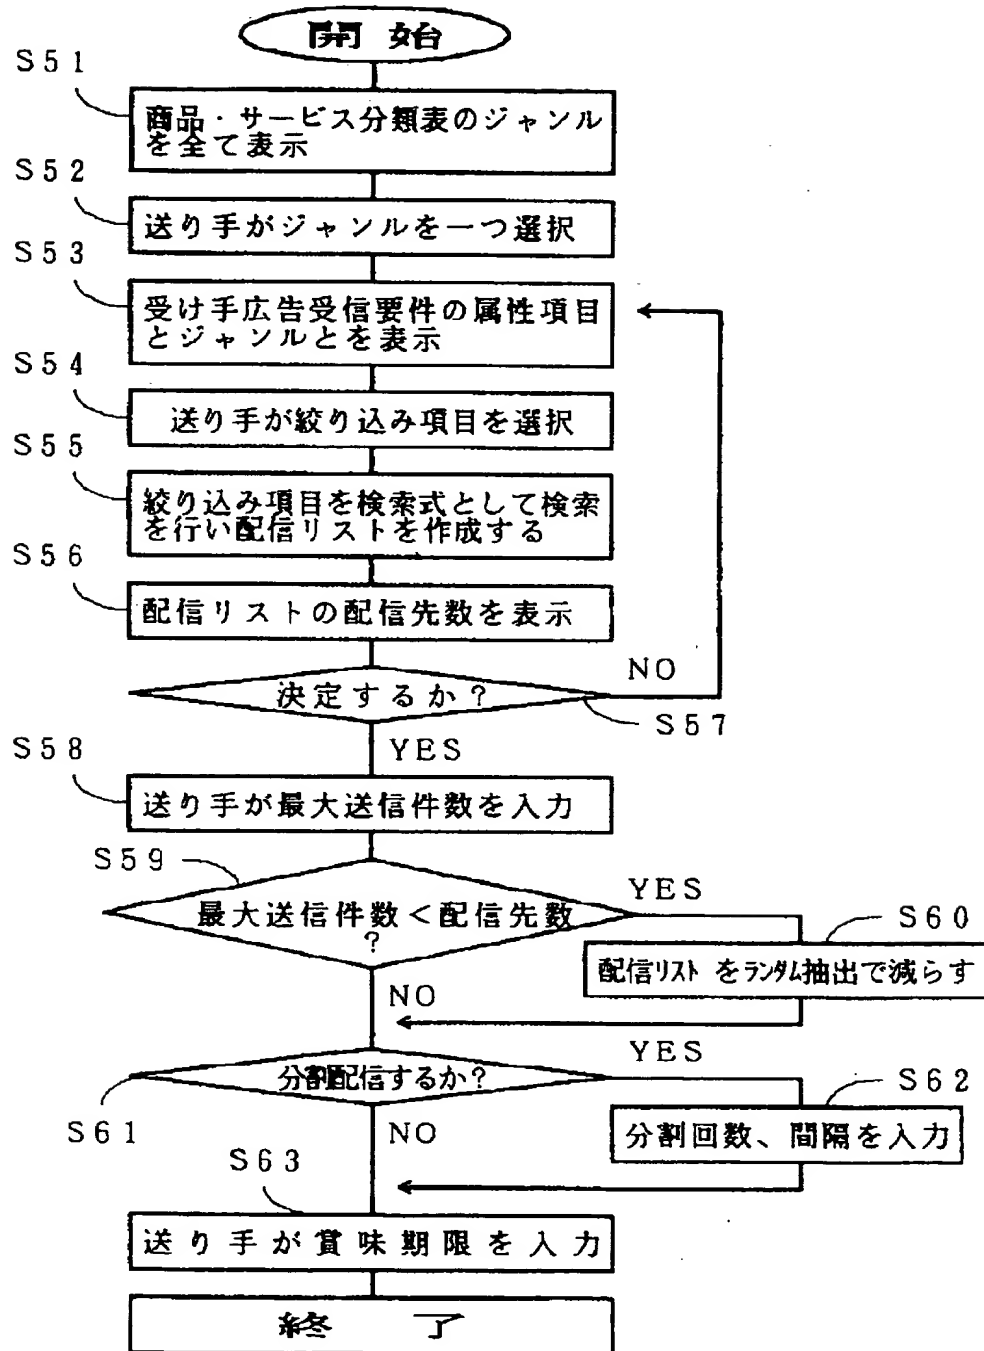 開始
S51
商品・サービス分類表のジャンル
を全て表示
S52
送り手がジャンルを一つ選択
S53
受け手広告受信要件の属性項目
とジャンルとを表示
S54
送り手が絞り込み項目を選択
S55
絞り込み項目を検索式として検索
を行い配信リストを作成する
S56
配信リストの配信先数を表示
決定するか?
NO
S57
YES
S58
送り手が最大送信件数を入力
S59
最大送信件数<配信先数
?
YES
S60
配信リストをランダム抽出で減らす
NO
分割配信するか?
YES
S61
S62
分割回数、間隔を入力
NO
S63
送り手が賞味期限を入力
終了